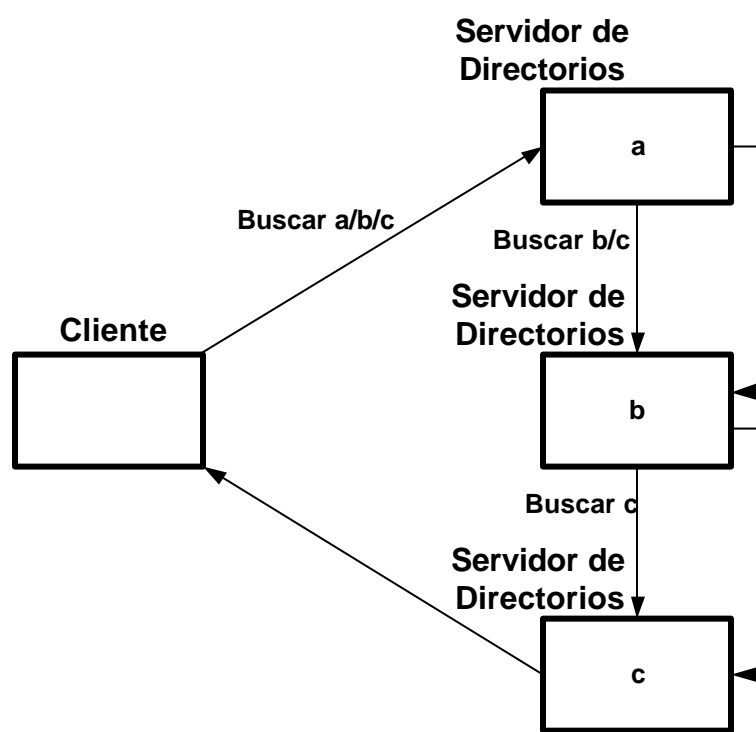 Servidor de
Directorios
a
Buscar a/b/c
Buscar b/c
Servidor de
Directorios
Cliente
b
Buscar c
Servidor de
Directorios
c